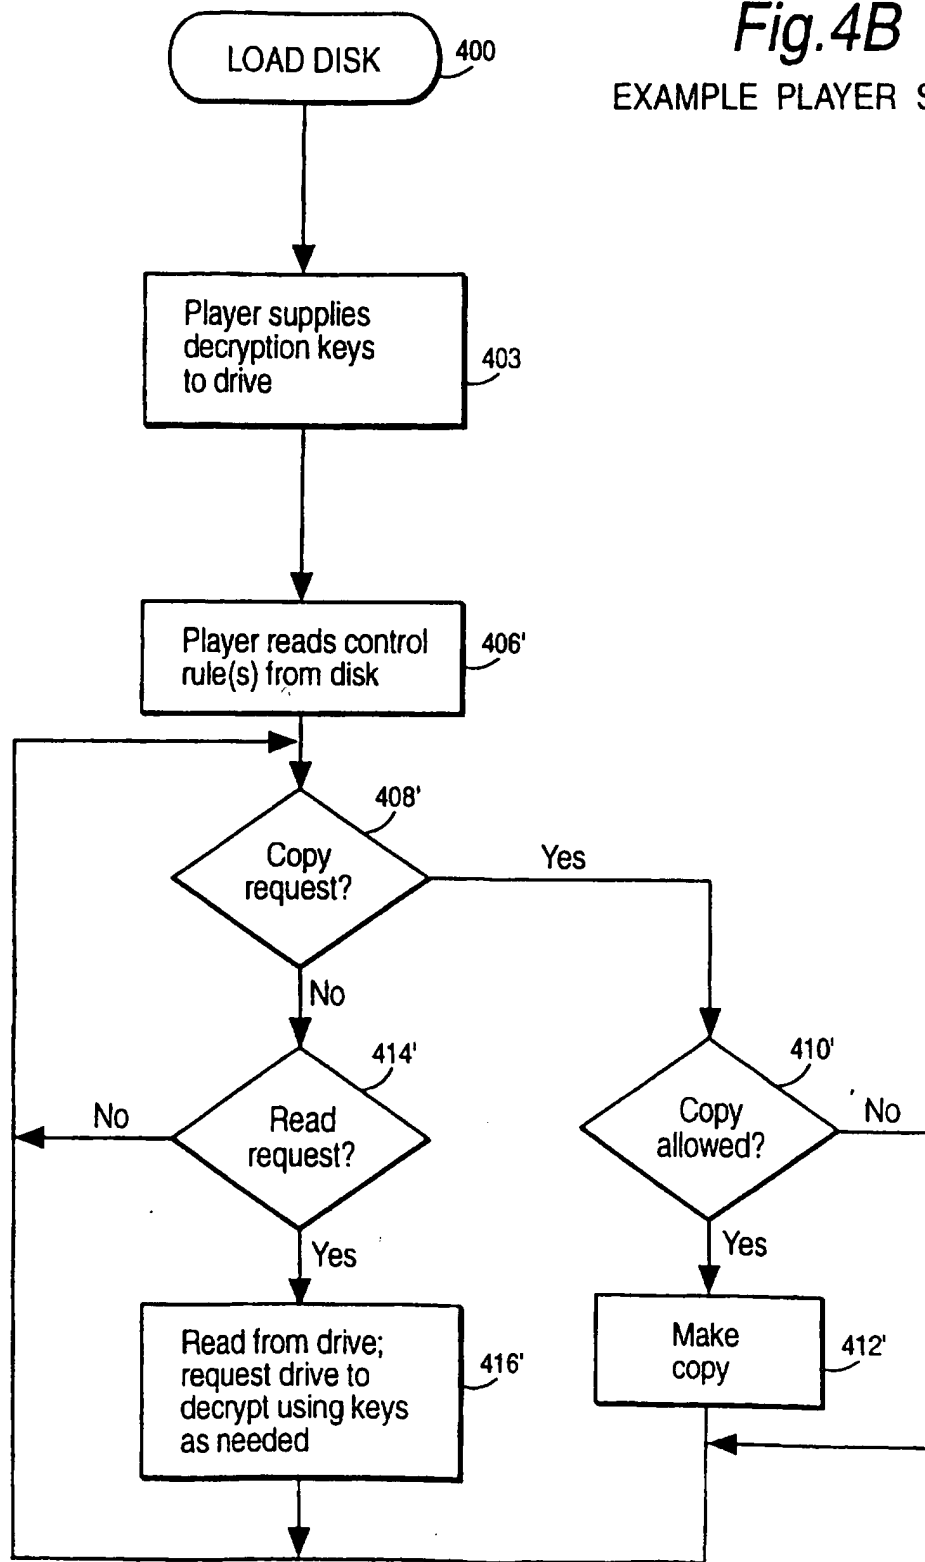 Fig.4B
EXAMPLE PLAYER
LOAD DISK
400
Player supplies
decryption keys
to drive
403
Player reads control
rule(s) from disk
406'
Copy
request?
408'
Yes
No
Read
request?
414'
No
Yes
Copy
allowed?
410'
No
Yes
Read from drive;
request drive to
decrypt using keys
as needed
416'
Make
copy
412'